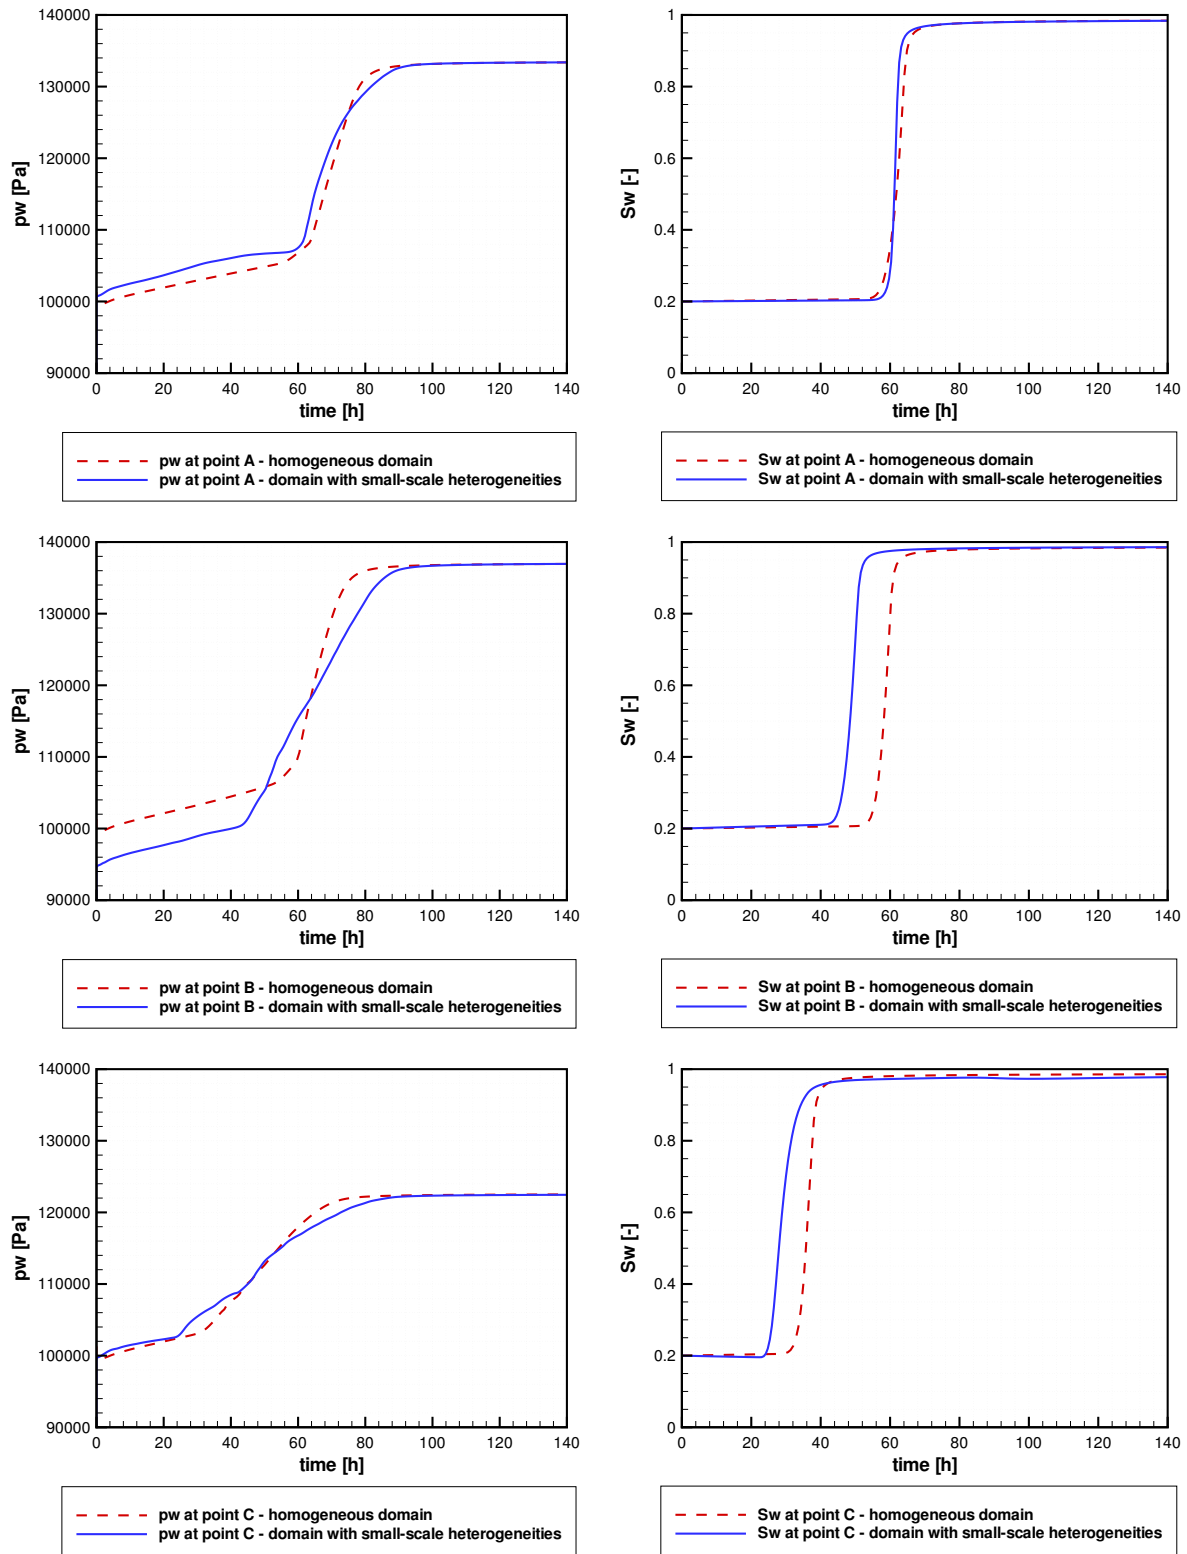 140000
130000
120000
110000
100000
90000
pw [Pa]
0 20 40 60 80 100 120 140
time [h]
pw at point A - homogeneous domain
pw at point A - domain with small-scale heterogeneities
1
0.8
0.6
0.4
0.2
0
Sw [-]
0 20 40 60 80 100 120 140
time [h]
Sw at point A - homogeneous domain
Sw at point A - domain with small-scale heterogeneities
140000
130000
120000
110000
100000
90000
pw [Pa]
0 20 40 60 80 100 120 140
time [h]
pw at point B - homogeneous domain
pw at point B - domain with small-scale heterogeneities
1
0.8
0.6
0.4
0.2
0
Sw [-]
0 20 40 60 80 100 120 140
time [h]
Sw at point B - homogeneous domain
Sw at point B - domain with small-scale heterogeneities
140000
130000
120000
110000
100000
90000
pw [Pa]
0 20 40 60 80 100 120 140
time [h]
pw at point C - homogeneous domain
pw at point C - domain with small-scale heterogeneities
1
0.8
0.6
0.4
0.2
0
Sw [-]
0 20 40 60 80 100 120 140
time [h]
Sw at point C - homogeneous domain
Sw at point C - domain with small-scale heterogeneities